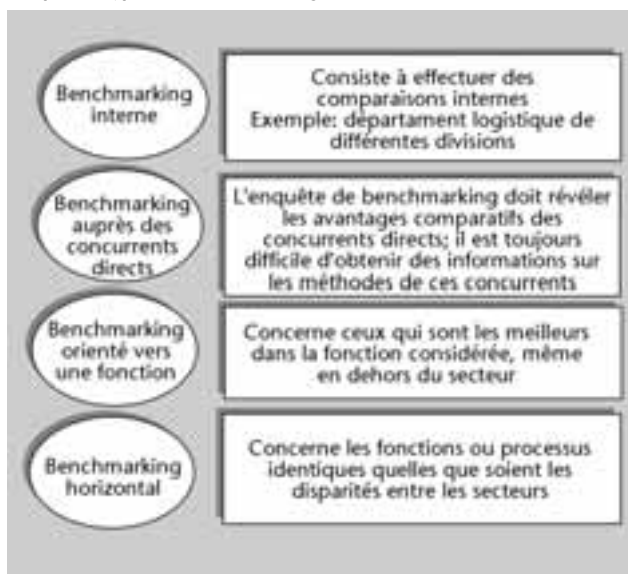 Benchmarking
interne
Consiste à effectuer des
comparaisons internes
Exemple: département logistique de
différentes divisions
Benchmarking
auprès des
concurrents
directs
L'enquête de benchmarking doit révéler
les avantages comparatifs des
concurrents directs; il est toujours
difficile d'obtenir des informations sur
les méthodes de ces concurrents
Benchmarking
orienté vers
une fonction
Concerne ceux qui sont les meilleurs
dans la fonction considérée, même
en dehors du secteur
Benchmarking
horizontal
Concerne les fonctions ou processus
identiques quelles que soient les
disparités entre les secteurs